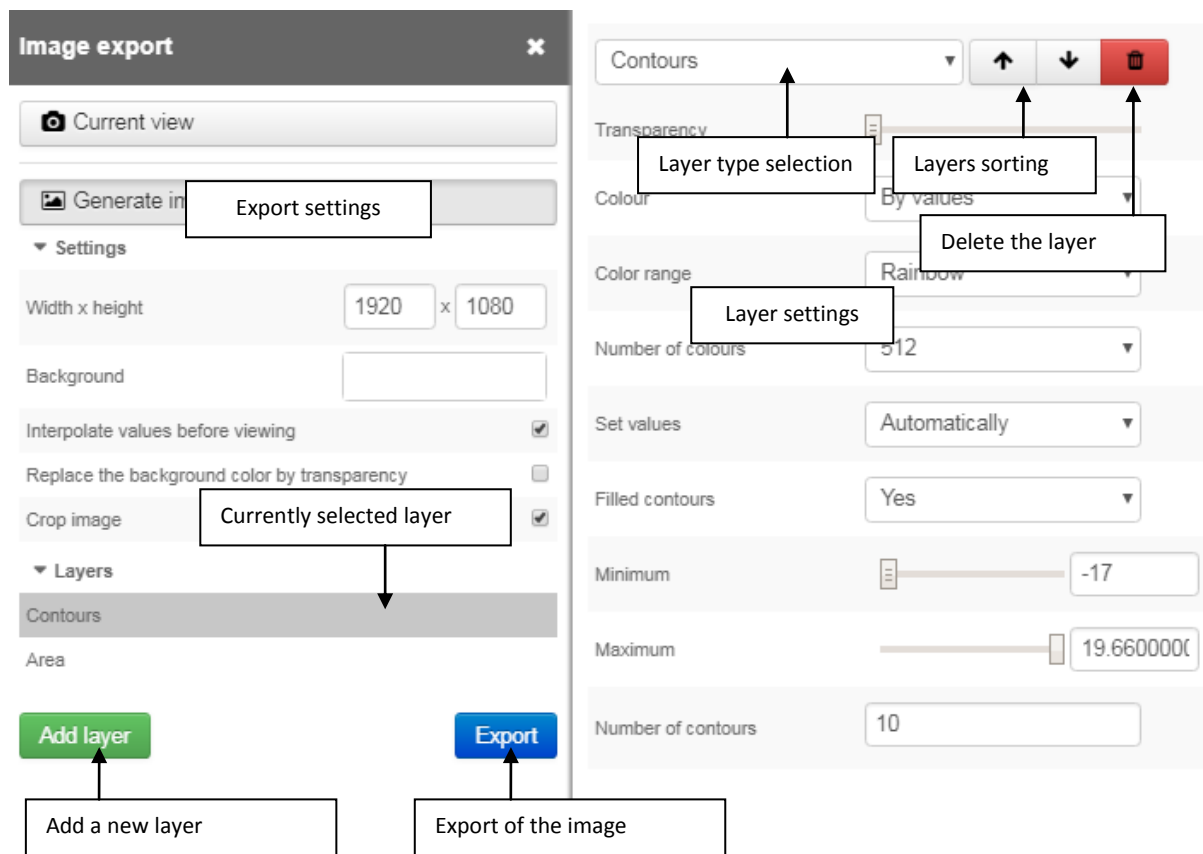 Image export
Current view
Generate im
Export settings
Settings
Width x height 1920 x 1080
Background
Interpolate values before viewing
Replace the background color by transparency
Crop image
Currently selected layer
Layers
Contours
Area
Add layer Export
Add a new layer Export of the image
Contours
Transparency
Layer type selection Layers sorting
Colour By values
Delete the layer
Color range Rainbow
Layer settings
Number of colours 512
Set values Automatically
Filled contours Yes
Minimum -17
Maximum 19.6600000
Number of contours 10